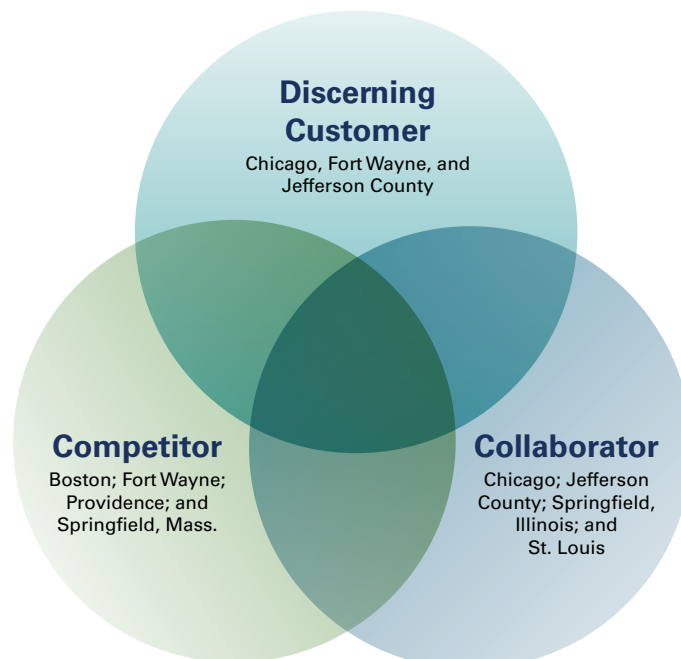 Discerning
Customer
Chicago, Fort Wayne, and
Jefferson County
Competitor
Boston; Fort Wayne;
Providence; and
Springfield, Mass.
Collaborator
Chicago; Jefferson
County; Springfield,
Illinois; and
St. Louis